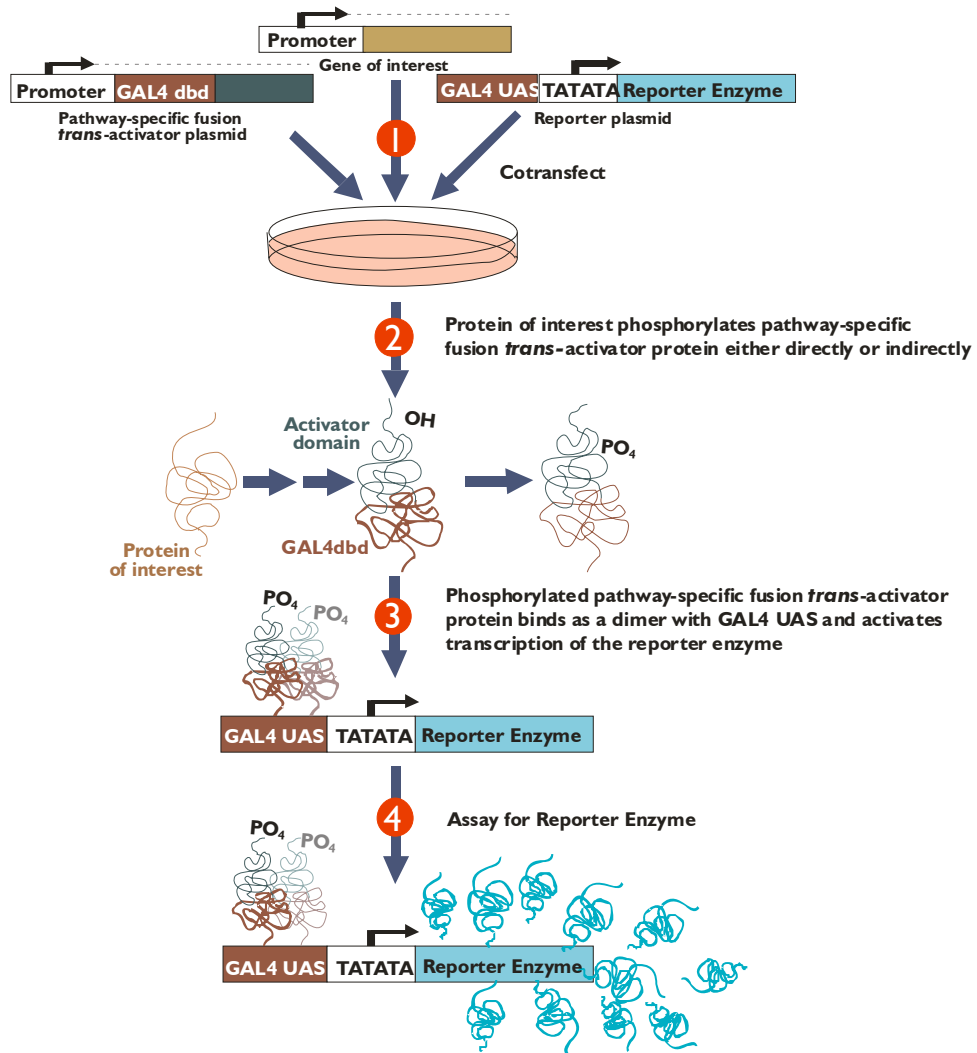 Promoter
Gene of interest
Promoter GAL4 dbd
Pathway-specific fusion
trans-activator plasmid
GAL4 UAS TATATA Reporter Enzyme
Reporter plasmid
1
Cotransfect
2
Protein of interest phosphorylates pathway-specific
fusion trans-activator protein either directly or indirectly
Activator
domain
OH
PO4
GAL4dbd
Protein
of interest
PO4 PO4
3
Phosphorylated pathway-specific fusion trans-activator
protein binds as a dimer with GAL4 UAS and activates
transcription of the reporter enzyme
GAL4 UAS TATATA Reporter Enzyme
4
Assay for Reporter Enzyme
PO4 PO4
GAL4 UAS TATATA Reporter Enzyme